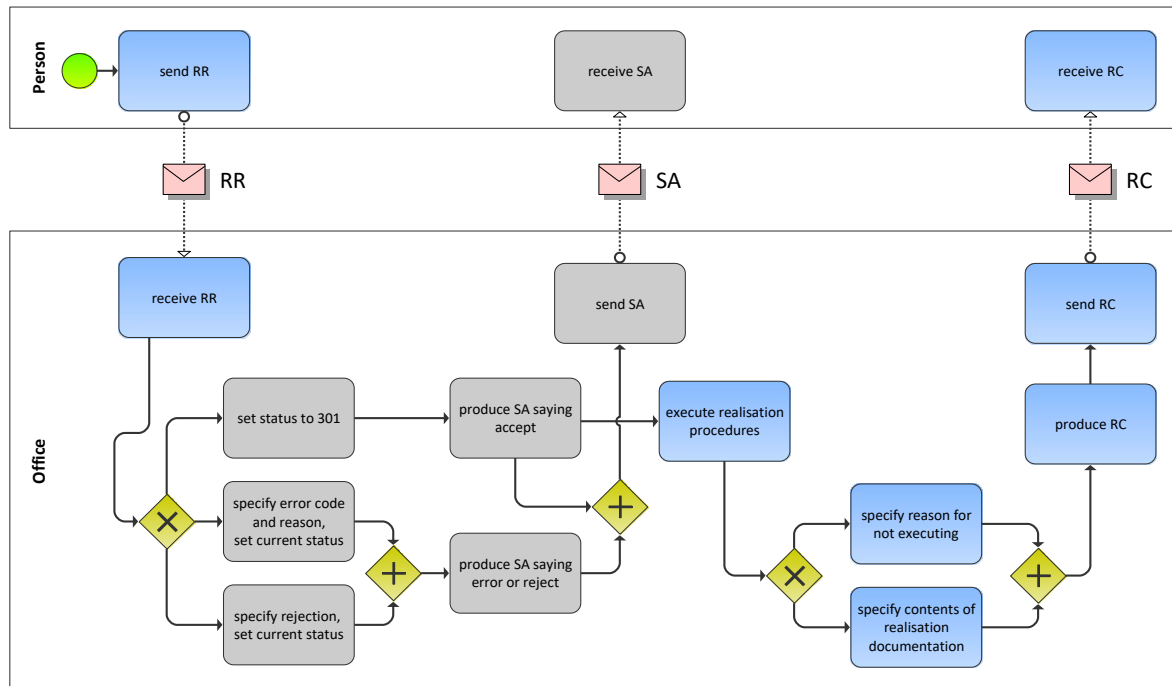 Person
send RR
receive SA
receive RC
RR
SA
RC
Office
receive RR
send SA
send RC
set status to 301
produce SA saying
accept
execute realisation
procedures
produce RC
specify error code
and reason,
set current status
specify reason for
not executing
produce SA saying
error or reject
specify rejection,
set current status
specify contents of
realisation
documentation